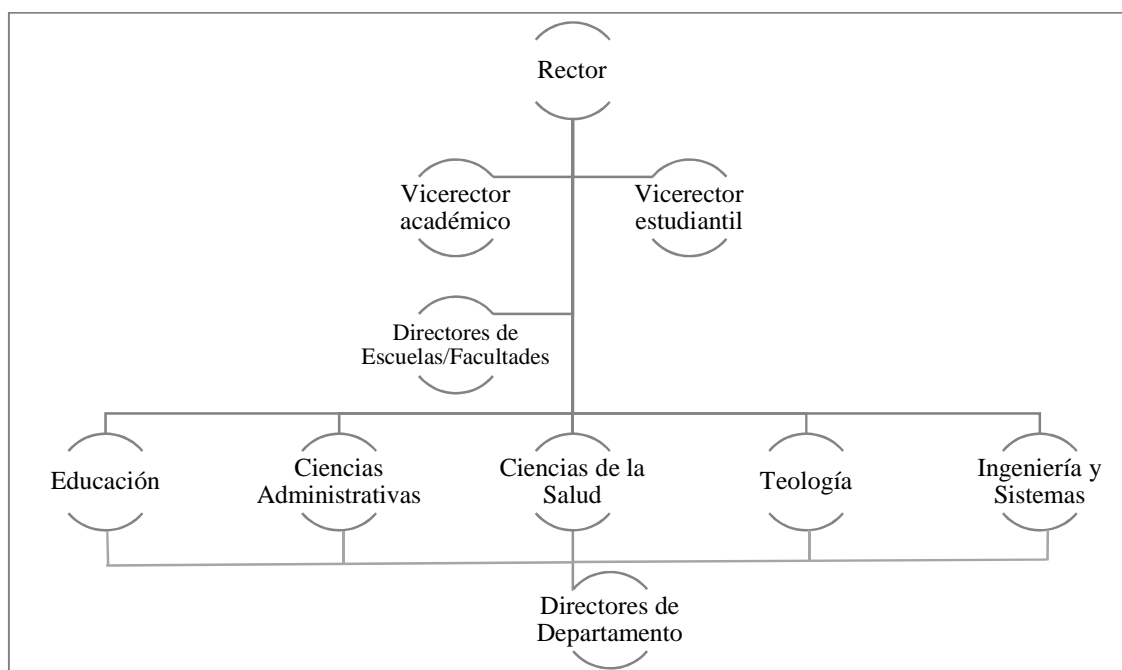 Rector
Vicerector
académico
Vicerector
estudiantil
Directores de
Escuelas/Facultades
Educación
Ciencias
Administrativas
Ciencias de la
Salud
Teología
Ingeniería y
Sistemas
Directores de
Departamento